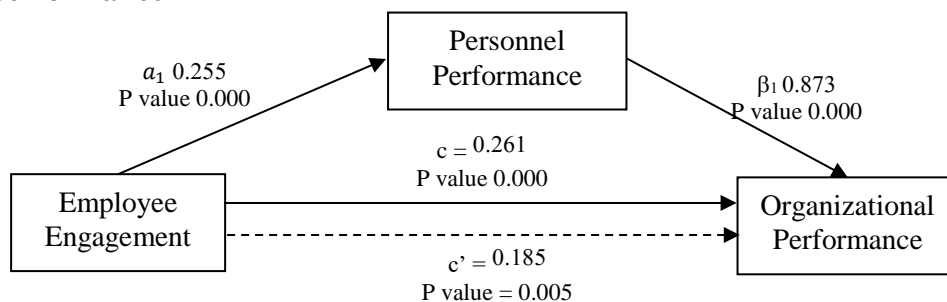 Personnel
Performance
a₁ 0.255
P value 0.000
β₁ 0.873
P value 0.000
c = 0.261
P value 0.000
Employee
Engagement
Organizational
Performance
c’ = 0.185
P value = 0.005